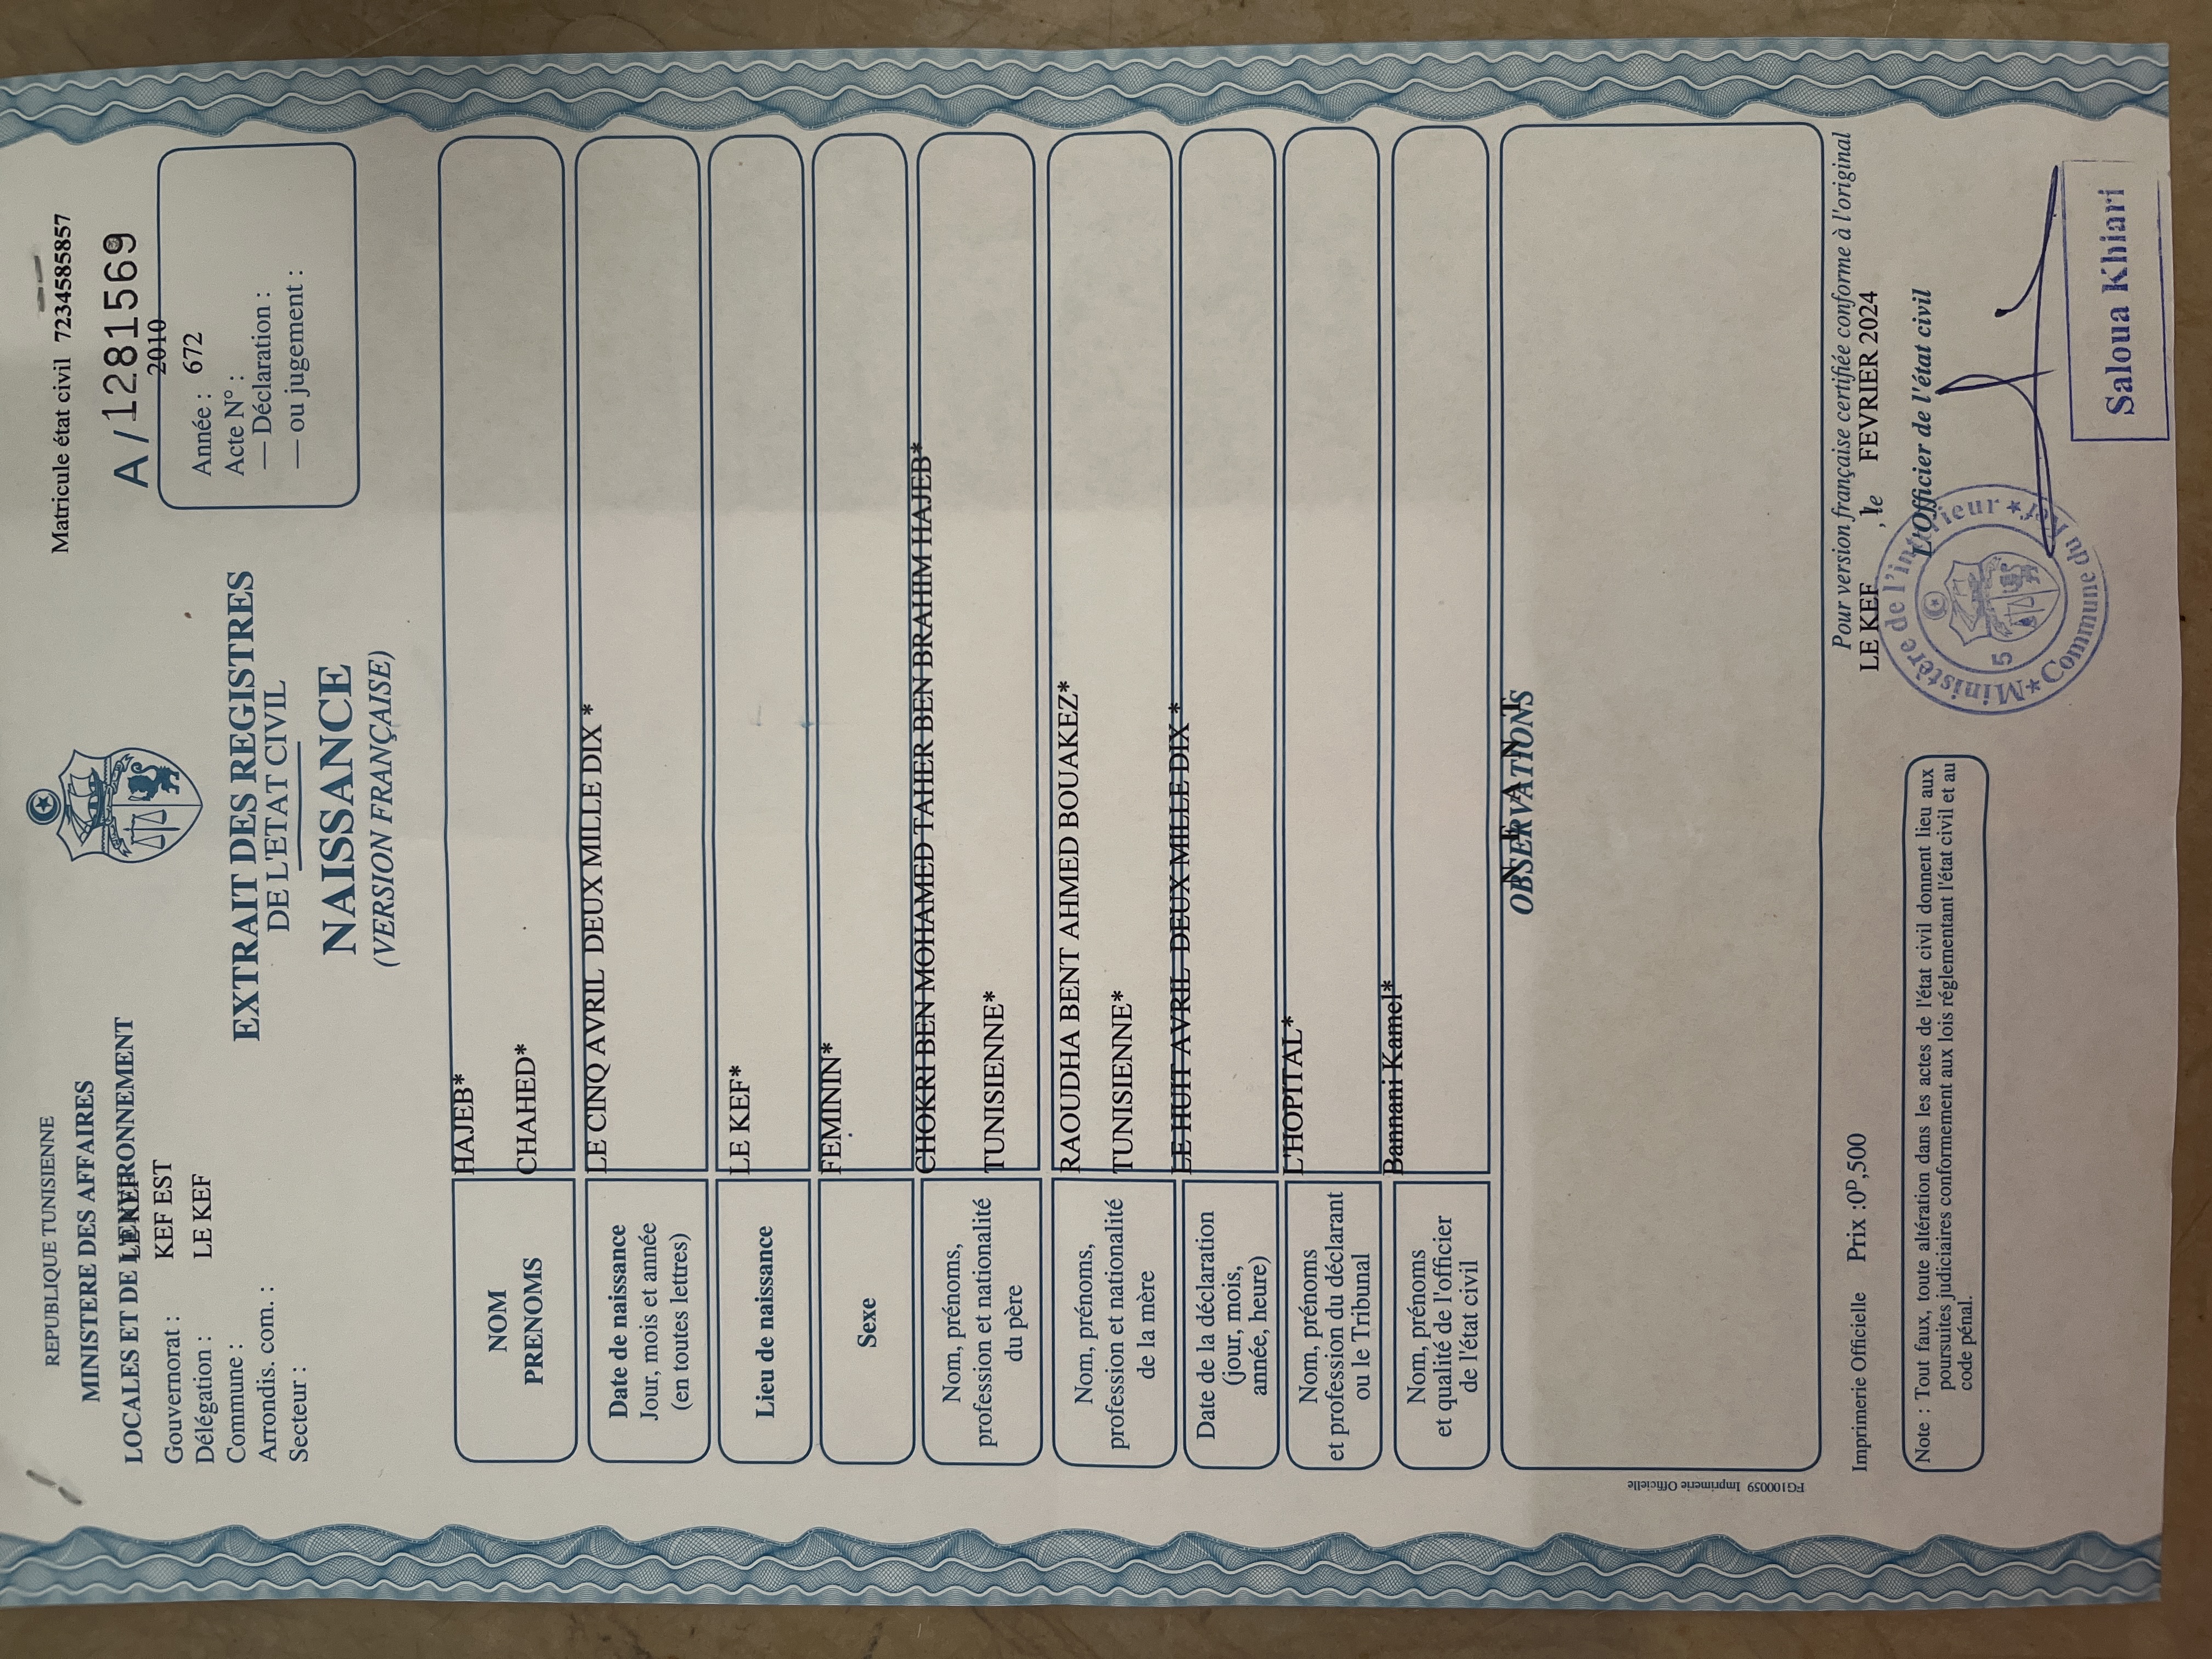 REPUBLIQUE TUNISIENNE
MINISTERE DES AFFAIRES
LOCALES ET DE L'ENVIRONNEMENT
LE KEF
Gouvernorat :
KEF EST
Délégation :
LE KEF
Commune :
Arrondis. com. :
Secteur :
Matricule état civil 7234585857
A/1281569
2010
Année : 672
Acte N° :
— Déclaration :
— ou jugement :
EXTRAIT DES REGISTRES
DE L'ETAT CIVIL
NAISSANCE
(VERSION FRANÇAISE)
NOM
PRENOMS
HAJEB*
CHAHED*
Date de naissance
Jour, mois et année
(en toutes lettres)
LE CINQ AVRIL DEUX MILLE DIX *
Lieu de naissance
LE KEF*
Sexe
FEMININ*
Nom, prénoms,
profession et nationalité
du père
CHOKRI BEN MOHAMED TAHER BEN BRAHIM HAJEB*
TUNISIENNE*
Nom, prénoms,
profession et nationalité
de la mère
RAOUDHA BENT AHMED BOUAKEZ*
TUNISIENNE*
Date de la déclaration
(jour, mois,
année, heure)
LE HUIT AVRIL DEUX MILLE DIX *
Nom, prénoms
et profession du déclarant
ou le Tribunal
L'HOPITAL*
Nom, prénoms
et qualité de l'officier
de l'état civil
Bannani Kamel*
OBSERVATIONS
N E A N T
FG100059 Imprimerie Officielle
Imprimerie Officielle Prix :0ᴰ,500
Pour version française certifiée conforme à l'original
LE KEF , le FEVRIER 2024
L'Officier de l'état civil
Ministère de l'intérieur
5
Commune du Kef
Saloua Khiari
Note : Tout faux, toute altération dans les actes de l'état civil donnent lieu aux
poursuites judiciaires conformement aux lois réglementant l'état civil et au
code pénal.